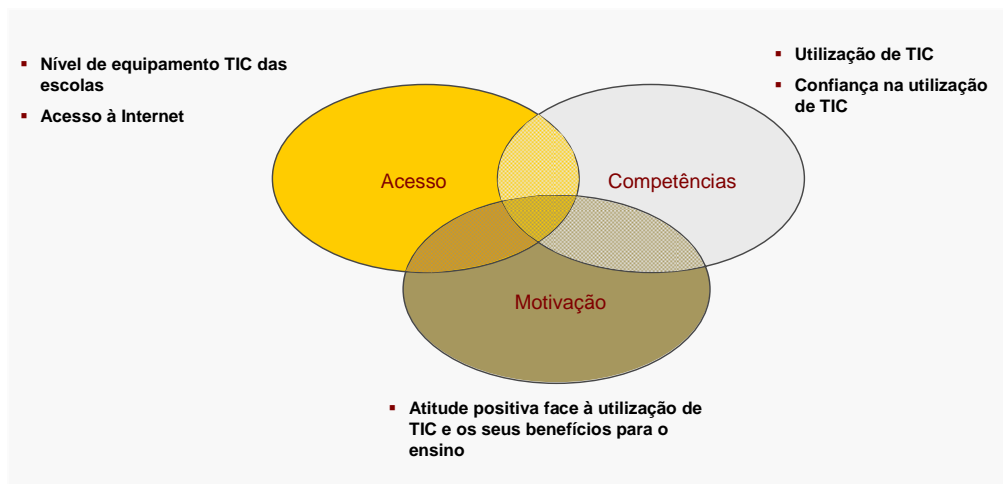 ▪ Nível de equipamento TIC das
escolas
▪ Acesso à Internet
▪ Utilização de TIC
▪ Confiança na utilização
de TIC
Acesso
Competências
Motivação
▪ Atitude positiva face à utilização de
TIC e os seus benefícios para o
ensino